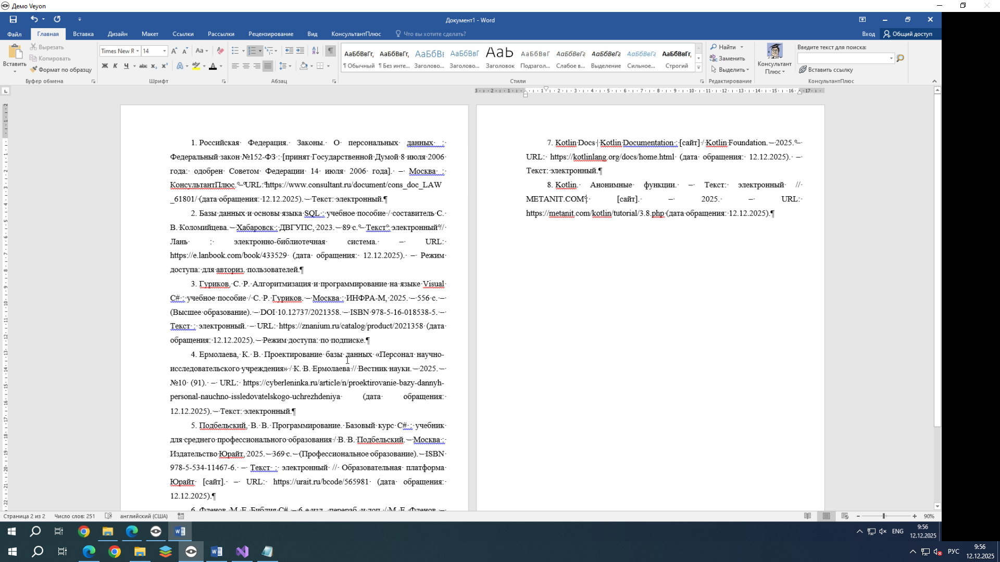 Демо Veyon
Документ1 - Word
Файл Главная Вставка Дизайн Макет Ссылки Рассылки Рецензирование Вид КонсультантПлюс Что вы хотите сделать? Вход Общий доступ
Вставить
Вырезать
Копировать
Формат по образцу
Буфер обмена
Times New R 14
Ж К Ч abc x₂ x²
Шрифт
Абзац
АаБбВвГг, АаБбВвГг, АаБбВı АаБбВвГ АаЬ АаБбВвГ АаБбВвГг АаБбВвГг АаБбВвГг АаБбВвГг,
¶ Обычный ¶ Без инте... Заголово... Заголово... Заголовок Подзагол... Слабое в... Выделение Сильное... Строгий
Стили
Найти
Заменить
Выделить
Редактирование
Консультант Плюс
Введите текст для поиска:
Вставить ссылку
КонсультантПлюс
1. Российская Федерация. Законы. О персональных данных :
Федеральный закон №152-ФЗ : [принят Государственной Думой 8 июля 2006
года: одобрен Советом Федерации 14 июля 2006 года]. – Москва :
КонсультантПлюс. – URL: https://www.consultant.ru/document/cons_doc_LAW
_61801/ (дата обращения: 12.12.2025). – Текст: электронный.¶
2. Базы данных и основы языка SQL : учебное пособие / составитель С.
В. Коломийцева. – Хабаровск : ДВГУПС, 2023. – 89 с. – Текст : электронный //
Лань : электронно-библиотечная система. – URL:
https://e.lanbook.com/book/433529 (дата обращения: 12.12.2025). – Режим
доступа: для авториз. пользователей.¶
3. Гуриков, С. Р. Алгоритмизация и программирование на языке Visual
C# : учебное пособие / С. Р. Гуриков. – Москва : ИНФРА-М, 2025. – 556 с. –
(Высшее образование). – DOI 10.12737/2021358. – ISBN 978-5-16-018538-5. –
Текст : электронный. – URL: https://znanium.ru/catalog/product/2021358 (дата
обращения: 12.12.2025). – Режим доступа: по подписке.¶
4. Ермолаева, К. В. Проектирование базы данных «Персонал научно-
исследовательского учреждения» / К. В. Ермолаева // Вестник науки. – 2025. –
№10 (91). – URL: https://cyberleninka.ru/article/n/proektirovanie-bazy-dannyh-
personal-nauchno-issledovatelskogo-uchrezhdeniya (дата обращения:
12.12.2025). – Текст: электронный.¶
5. Подбельский, В. В. Программирование. Базовый курс C# : учебник
для среднего профессионального образования / В. В. Подбельский. – Москва :
Издательство Юрайт, 2025. – 369 с. – (Профессиональное образование). – ISBN
978-5-534-11467-6. – Текст : электронный // Образовательная платформа
Юрайт [сайт]. – URL: https://urait.ru/bcode/565981 (дата обращения:
12.12.2025).¶
6. Фленов, М. Е. Библия C#. – 6-е изд., перераб. и доп. / М. Е. Фленов. –
7. Kotlin Docs | Kotlin Documentation : [сайт] / Kotlin Foundation. – 2025. –
URL: https://kotlinlang.org/docs/home.html (дата обращения: 12.12.2025). –
Текст: электронный.¶
8. Kotlin. Анонимные функции. – Текст: электронный //
METANIT.COM : [сайт]. – 2025. – URL:
https://metanit.com/kotlin/tutorial/3.8.php (дата обращения: 12.12.2025).¶
Страница 2 из 2 Число слов: 251 английский (США) 90%
ENG 9:56 12.12.2025
РУС 9:56 12.12.2025